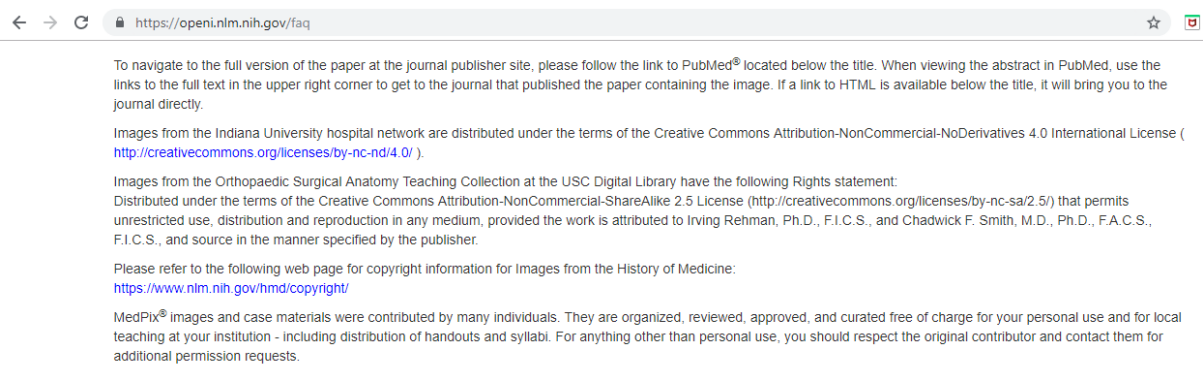 https://openi.nlm.nih.gov/faq
To navigate to the full version of the paper at the journal publisher site, please follow the link to PubMed® located below the title. When viewing the abstract in PubMed, use the
links to the full text in the upper right corner to get to the journal that published the paper containing the image. If a link to HTML is available below the title, it will bring you to the
journal directly.
Images from the Indiana University hospital network are distributed under the terms of the Creative Commons Attribution-NonCommercial-NoDerivatives 4.0 International License (
http://creativecommons.org/licenses/by-nc-nd/4.0/ ).
Images from the Orthopaedic Surgical Anatomy Teaching Collection at the USC Digital Library have the following Rights statement:
Distributed under the terms of the Creative Commons Attribution-NonCommercial-ShareAlike 2.5 License (http://creativecommons.org/licenses/by-nc-sa/2.5/) that permits
unrestricted use, distribution and reproduction in any medium, provided the work is attributed to Irving Rehman, Ph.D., F.I.C.S., and Chadwick F. Smith, M.D., Ph.D., F.A.C.S.,
F.I.C.S., and source in the manner specified by the publisher.
Please refer to the following web page for copyright information for Images from the History of Medicine:
https://www.nlm.nih.gov/hmd/copyright/
MedPix® images and case materials were contributed by many individuals. They are organized, reviewed, approved, and curated free of charge for your personal use and for local
teaching at your institution - including distribution of handouts and syllabi. For anything other than personal use, you should respect the original contributor and contact them for
additional permission requests.